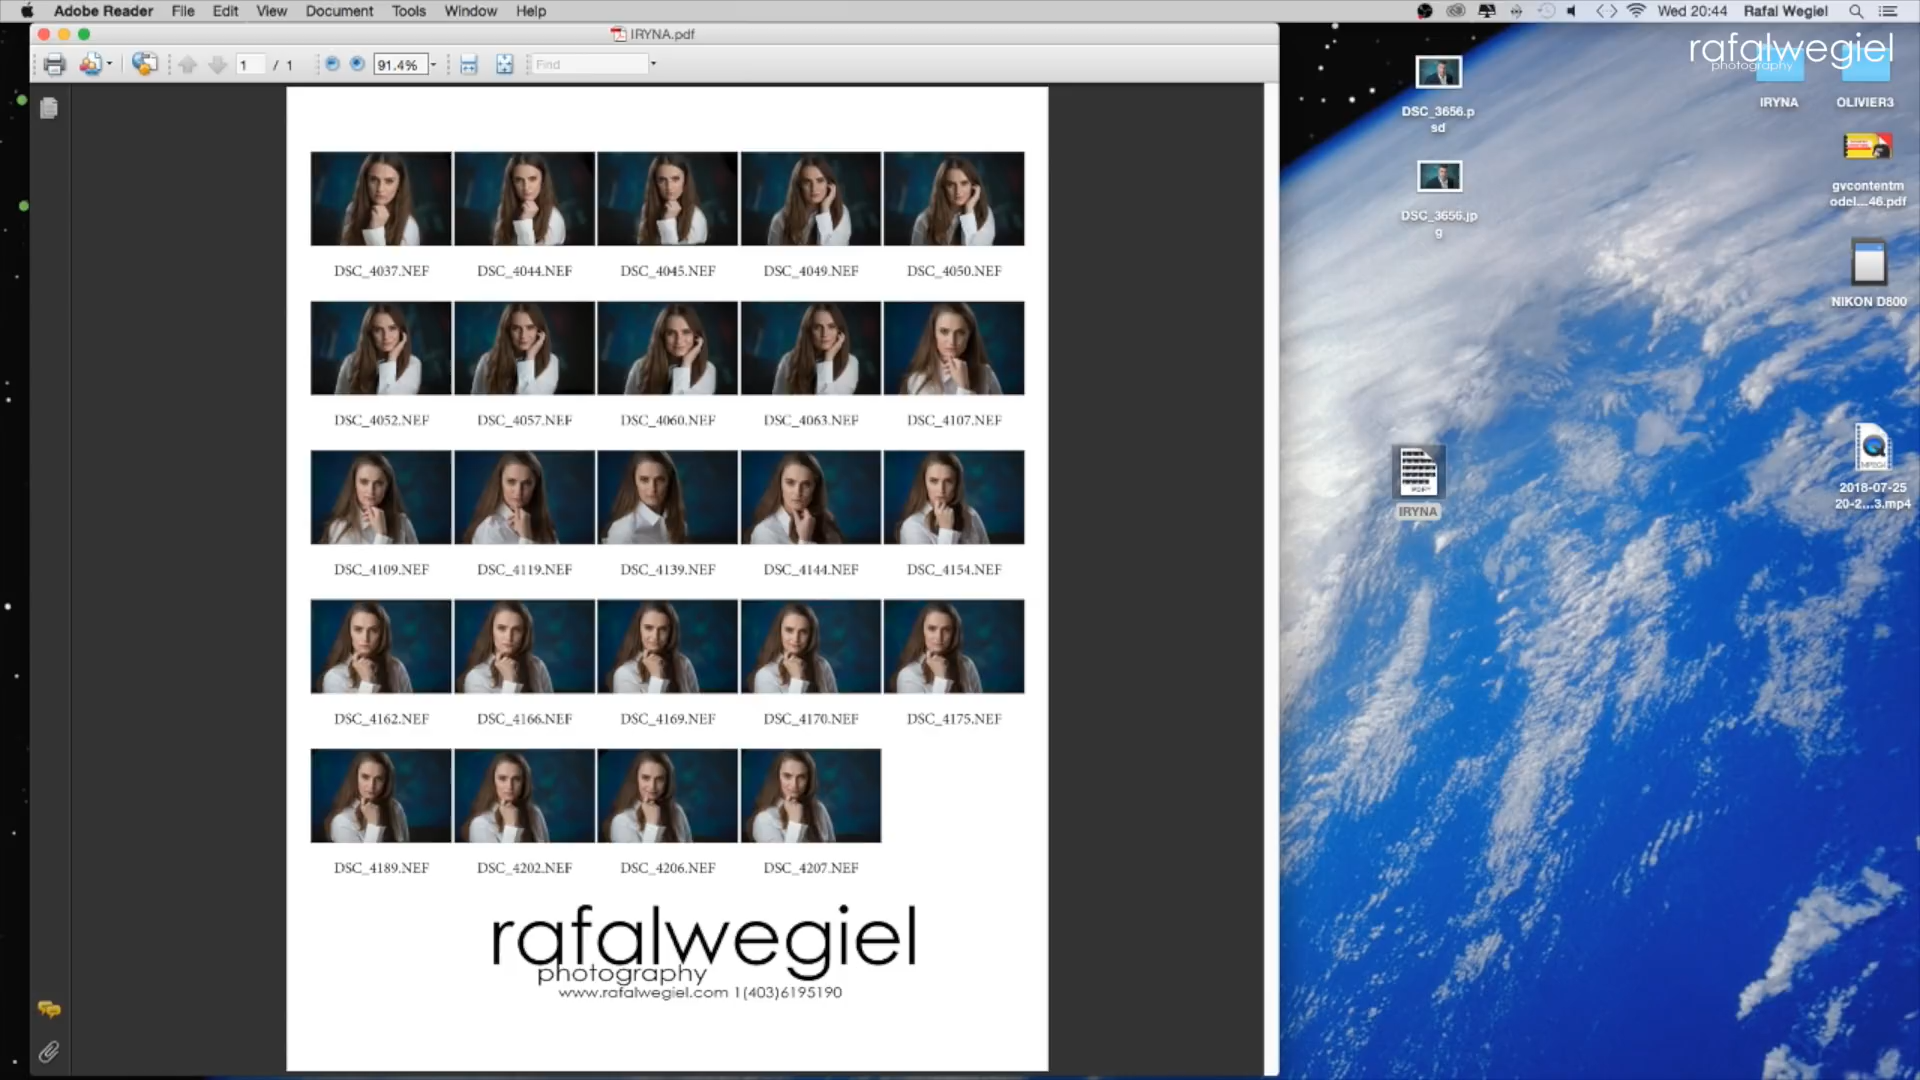 Adobe Reader File Edit View Document Tools Window Help
Wed 20:44 Rafal Wegiel
IRYNA.pdf
1 / 1 91.4% Find
DSC_4037.NEF DSC_4044.NEF DSC_4045.NEF DSC_4049.NEF DSC_4050.NEF
DSC_4052.NEF DSC_4057.NEF DSC_4060.NEF DSC_4063.NEF DSC_4107.NEF
DSC_4109.NEF DSC_4119.NEF DSC_4139.NEF DSC_4144.NEF DSC_4154.NEF
DSC_4162.NEF DSC_4166.NEF DSC_4169.NEF DSC_4170.NEF DSC_4175.NEF
DSC_4189.NEF DSC_4202.NEF DSC_4206.NEF DSC_4207.NEF
rafalwegiel
photography
www.rafalwegiel.com 1(403)6195190
rafalwegiel
photography
DSC_3656.p
sd
DSC_3656.jp
g
IRYNA
OLIVIER3
gvcontentm
odel....46.pdf
NIKON D800
IRYNA
MPEG4
2018-07-25
20-2...3.mp4